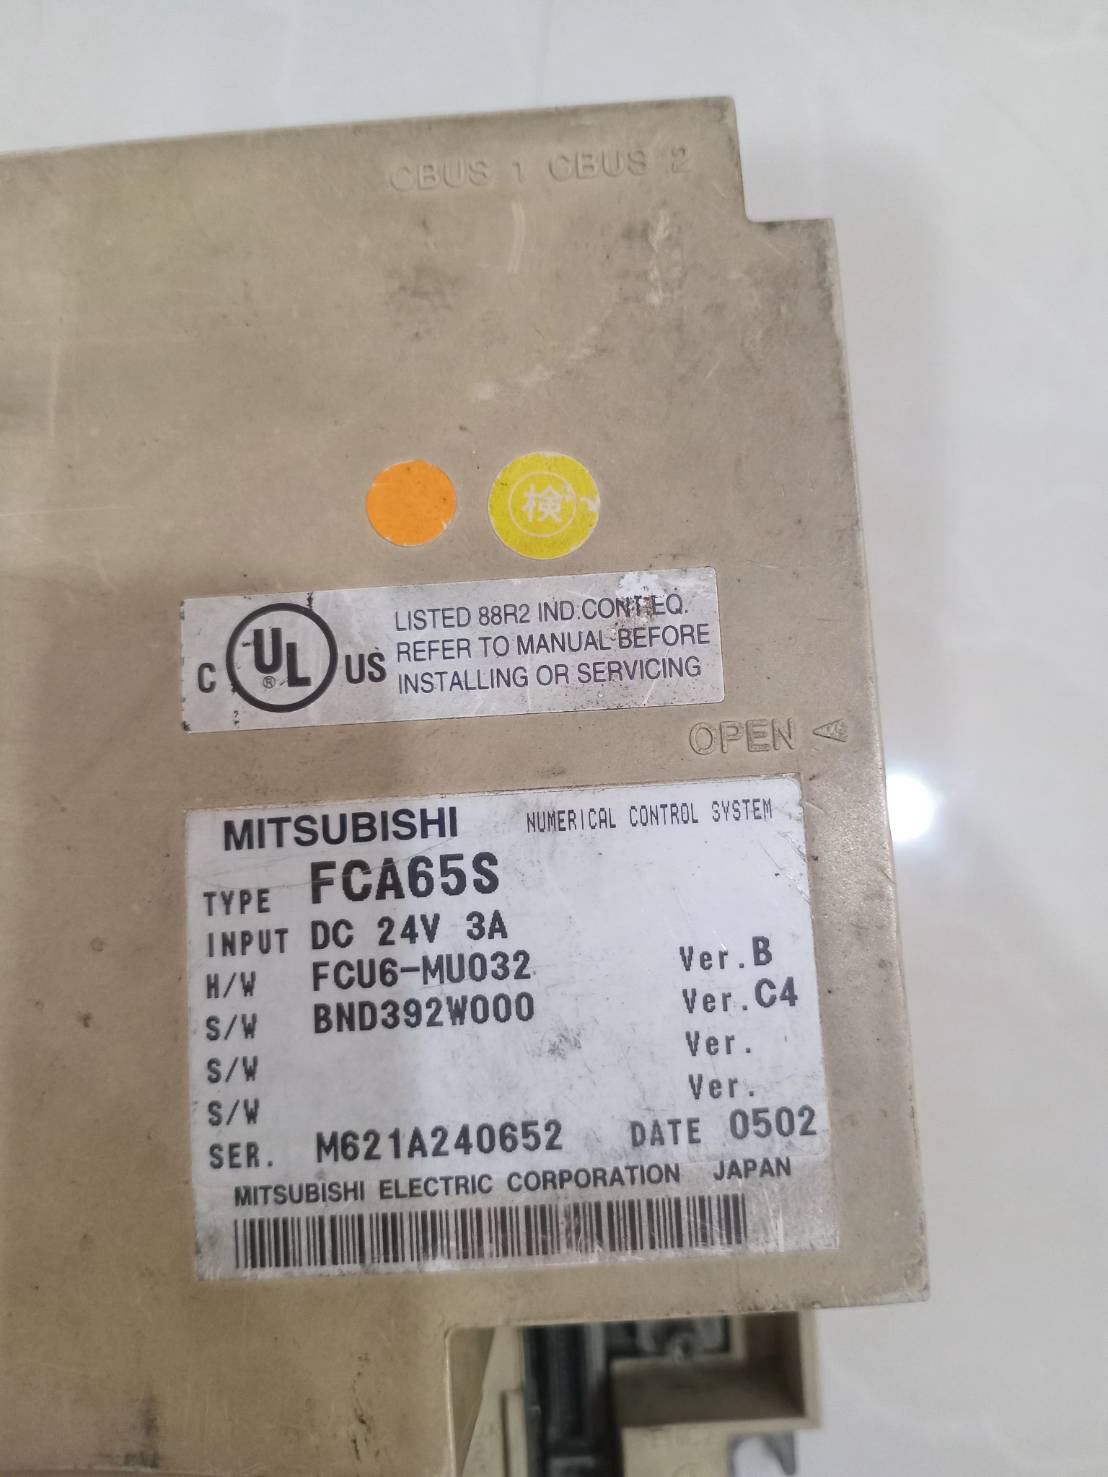 CBUS 1 CBUS 2
検
C UL ® US
LISTED 88R2 IND.CONT.EQ.
REFER TO MANUAL BEFORE
INSTALLING OR SERVICING
OPEN
MITSUBISHI NUMERICAL CONTROL SYSTEM
TYPE FCA65S
INPUT DC 24V 3A
H/W FCU6-MU032 Ver.B
S/W BND392W000 Ver.C4
S/W Ver.
S/W Ver.
SER. M621A240652 DATE 0502
MITSUBISHI ELECTRIC CORPORATION JAPAN